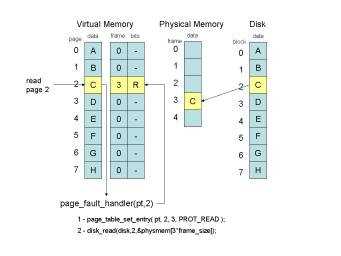 Virtual Memory Physical Memory Disk
page data frame bits frame data block data
0 A 0 - 0 0 A
1 B 0 - 1 1 B
read page 2
2 C 3 R 2 2 C
3 D 0 - 3 C 3 D
4 E 0 - 4 4 E
5 F 0 - 5 F
6 G 0 - 6 G
7 H 0 - 7 H
page_fault_handler(pt,2)
1 - page_table_set_entry( pt, 2, 3, PROT_READ );
2 - disk_read(disk,2,&physmem[3*frame_size]);